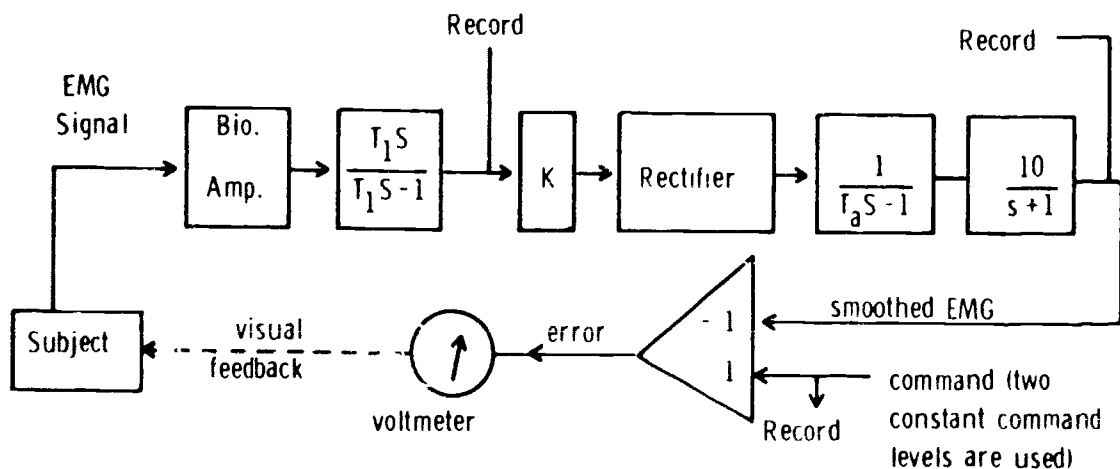 Record
Record
EMG
Signal
Bio.
Amp.
T₁S
T₁S - 1
K
Rectifier
1
TₐS - 1
10
s + 1
Subject
visual
feedback
voltmeter
error
- 1
1
smoothed EMG
command (two
constant command
levels are used)
Record